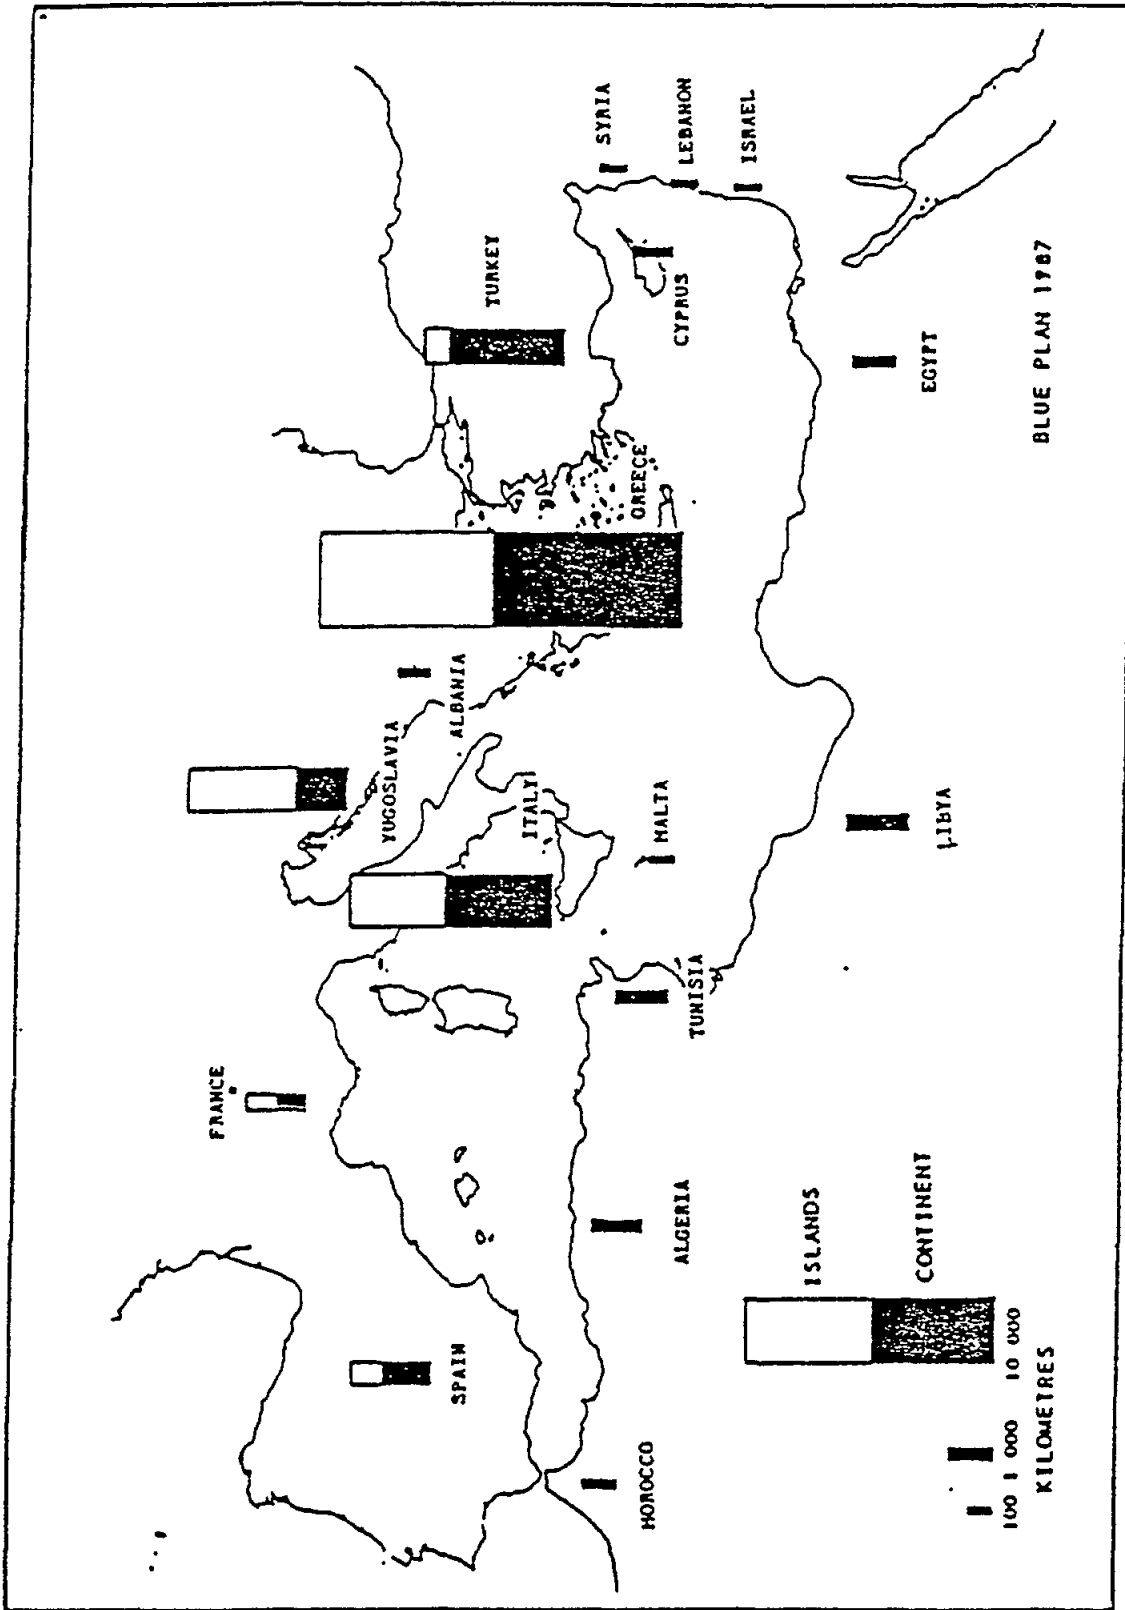 FRANCE
SPAIN
YUGOSLAVIA
ALBANIA
ITALY
TURKEY
GREECE
CYPRUS
SYRIA
LEBANON
ISRAEL
MALTA
TUNISIA
ALGERIA
MOROCCO
LIBYA
EGYPT
ISLANDS
CONTINENT
100 1 000 10 000
KILOMETRES
BLUE PLAN 1987